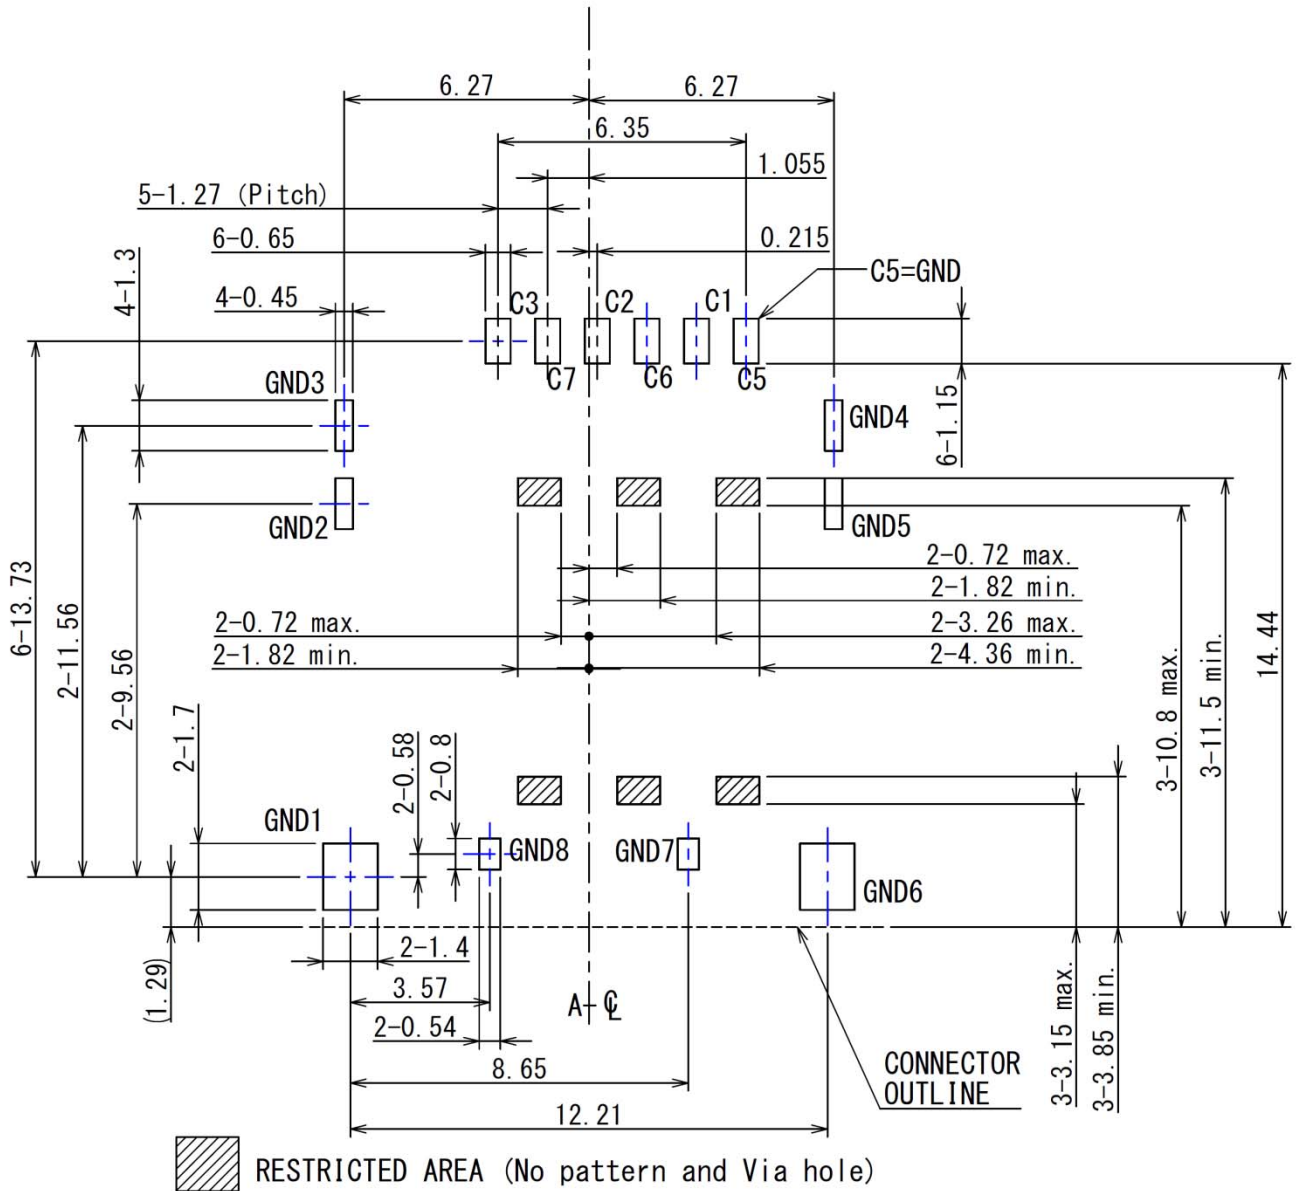 6.27
6.27
6.35
1.055
5-1.27 (Pitch)
6-0.65
0.215
4-1.3
4-0.45
C3
C2
C1
C5=GND
GND3
C7
C6
C5
6-1.15
GND4
GND2
GND5
6-13.73
2-11.56
2-9.56
2-0.72 max.
2-1.82 min.
2-0.72 max.
2-3.26 max.
2-1.82 min.
2-4.36 min.
14.44
3-11.5 min.
3-10.8 max.
2-1.7
2-0.58
2-0.8
GND1
GND8
GND7
GND6
(1.29)
2-1.4
3.57
A-℄
2-0.54
8.65
12.21
3-3.15 max.
3-3.85 min.
CONNECTOR
OUTLINE
RESTRICTED AREA (No pattern and Via hole)